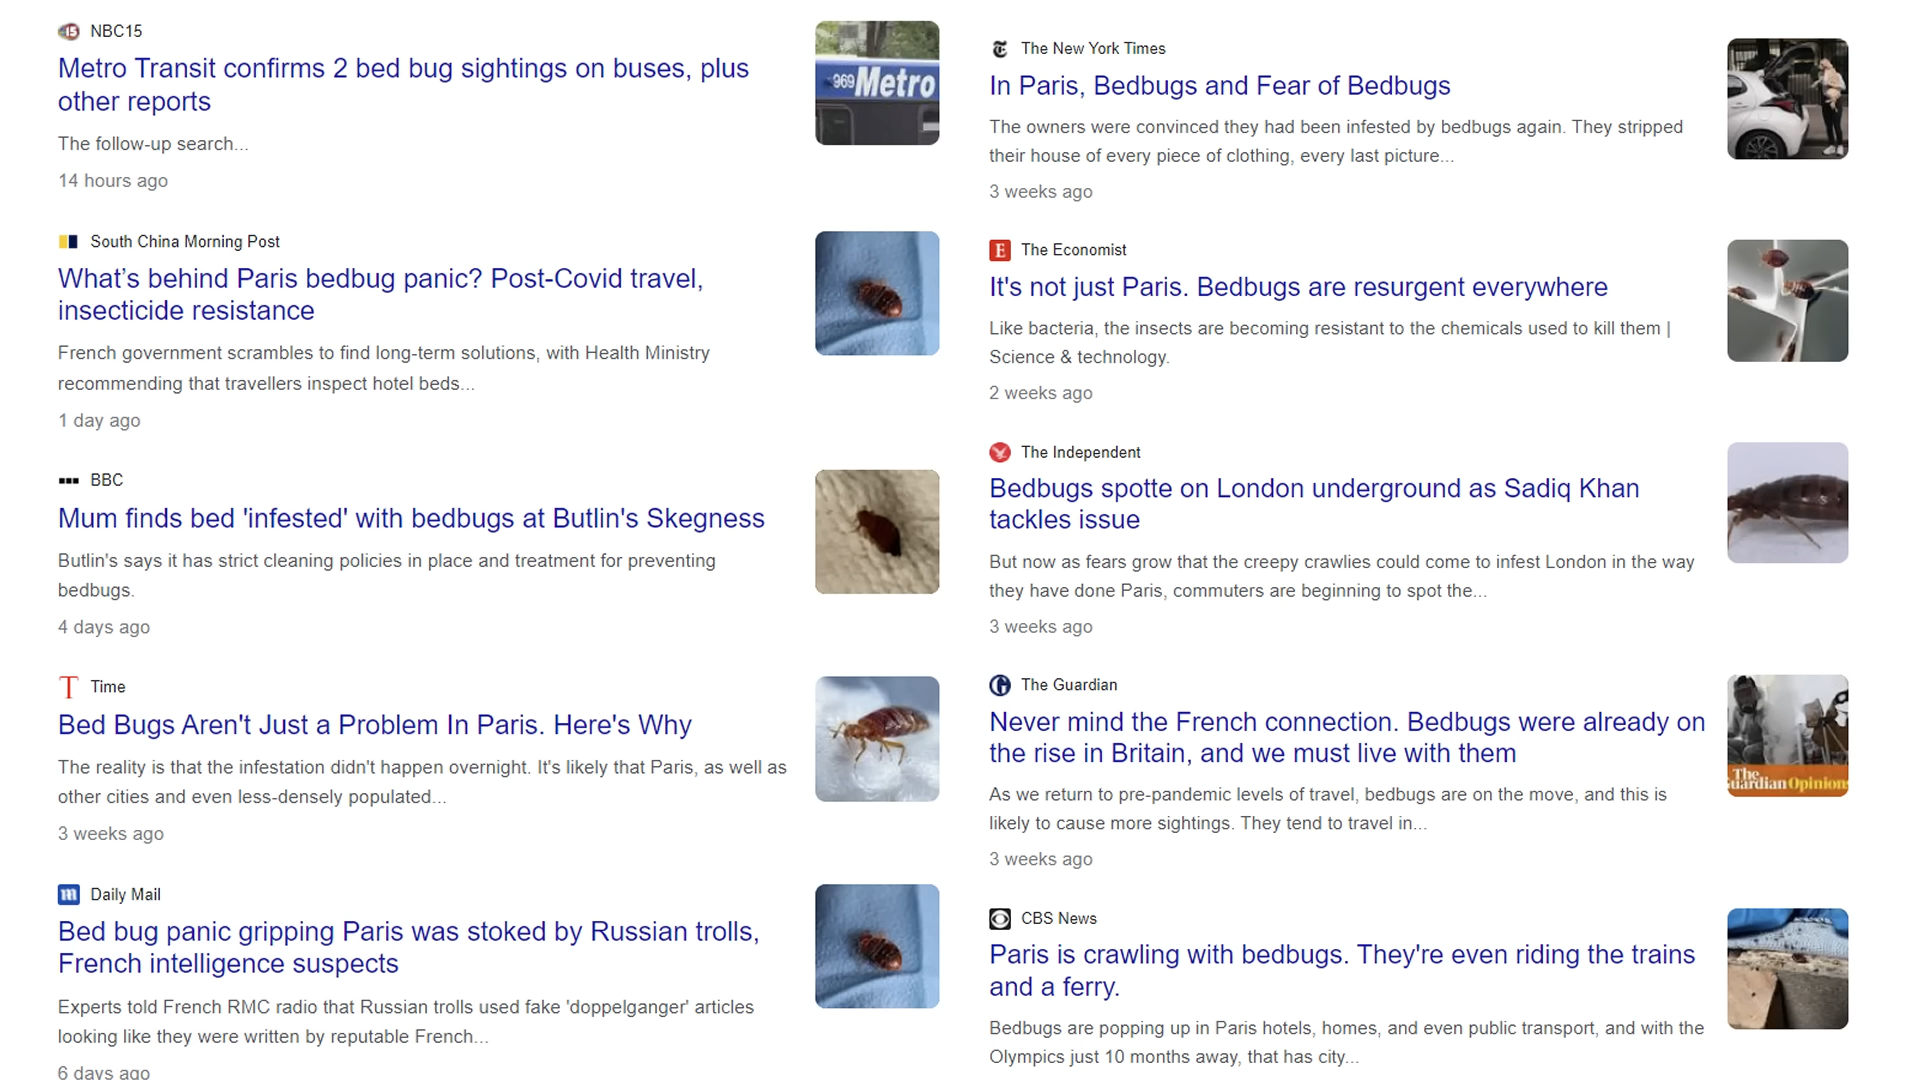 NBC15
Metro Transit confirms 2 bed bug sightings on buses, plus
other reports
The follow-up search...
14 hours ago
969 Metro
South China Morning Post
What’s behind Paris bedbug panic? Post-Covid travel,
insecticide resistance
French government scrambles to find long-term solutions, with Health Ministry
recommending that travellers inspect hotel beds...
1 day ago
BBC
Mum finds bed 'infested' with bedbugs at Butlin's Skegness
Butlin's says it has strict cleaning policies in place and treatment for preventing
bedbugs.
4 days ago
Time
Bed Bugs Aren't Just a Problem In Paris. Here's Why
The reality is that the infestation didn't happen overnight. It's likely that Paris, as well as
other cities and even less-densely populated...
3 weeks ago
Daily Mail
Bed bug panic gripping Paris was stoked by Russian trolls,
French intelligence suspects
Experts told French RMC radio that Russian trolls used fake 'doppelganger' articles
looking like they were written by reputable French...
6 days ago
The New York Times
In Paris, Bedbugs and Fear of Bedbugs
The owners were convinced they had been infested by bedbugs again. They stripped
their house of every piece of clothing, every last picture...
3 weeks ago
The Economist
It's not just Paris. Bedbugs are resurgent everywhere
Like bacteria, the insects are becoming resistant to the chemicals used to kill them |
Science & technology.
2 weeks ago
The Independent
Bedbugs spotte on London underground as Sadiq Khan
tackles issue
But now as fears grow that the creepy crawlies could come to infest London in the way
they have done Paris, commuters are beginning to spot the...
3 weeks ago
The Guardian
Never mind the French connection. Bedbugs were already on
the rise in Britain, and we must live with them
As we return to pre-pandemic levels of travel, bedbugs are on the move, and this is
likely to cause more sightings. They tend to travel in...
3 weeks ago
The
uardian Opinion
CBS News
Paris is crawling with bedbugs. They're even riding the trains
and a ferry.
Bedbugs are popping up in Paris hotels, homes, and even public transport, and with the
Olympics just 10 months away, that has city...